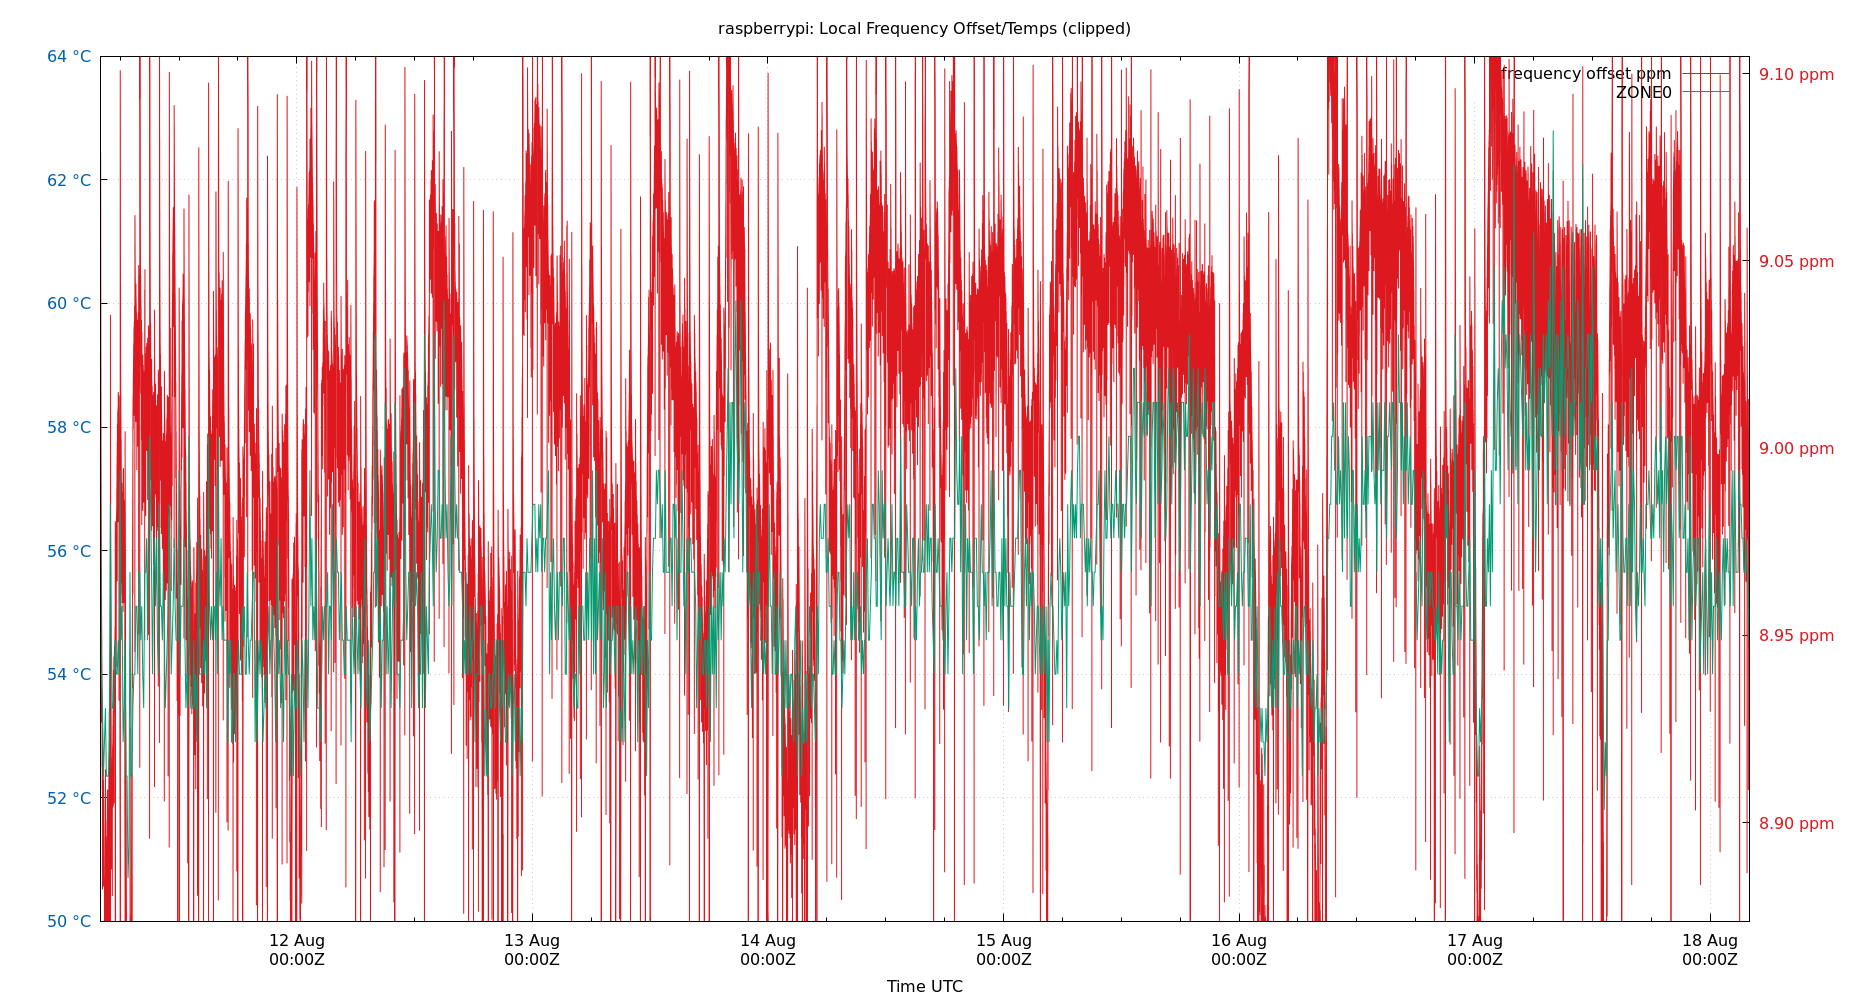 raspberrypi: Local Frequency Offset/Temps (clipped)
64 °C
62 °C
60 °C
58 °C
56 °C
54 °C
52 °C
50 °C
frequency offset ppm
ZONE0
9.10 ppm
9.05 ppm
9.00 ppm
8.95 ppm
8.90 ppm
12 Aug
00:00Z
13 Aug
00:00Z
14 Aug
00:00Z
15 Aug
00:00Z
16 Aug
00:00Z
17 Aug
00:00Z
18 Aug
00:00Z
Time UTC